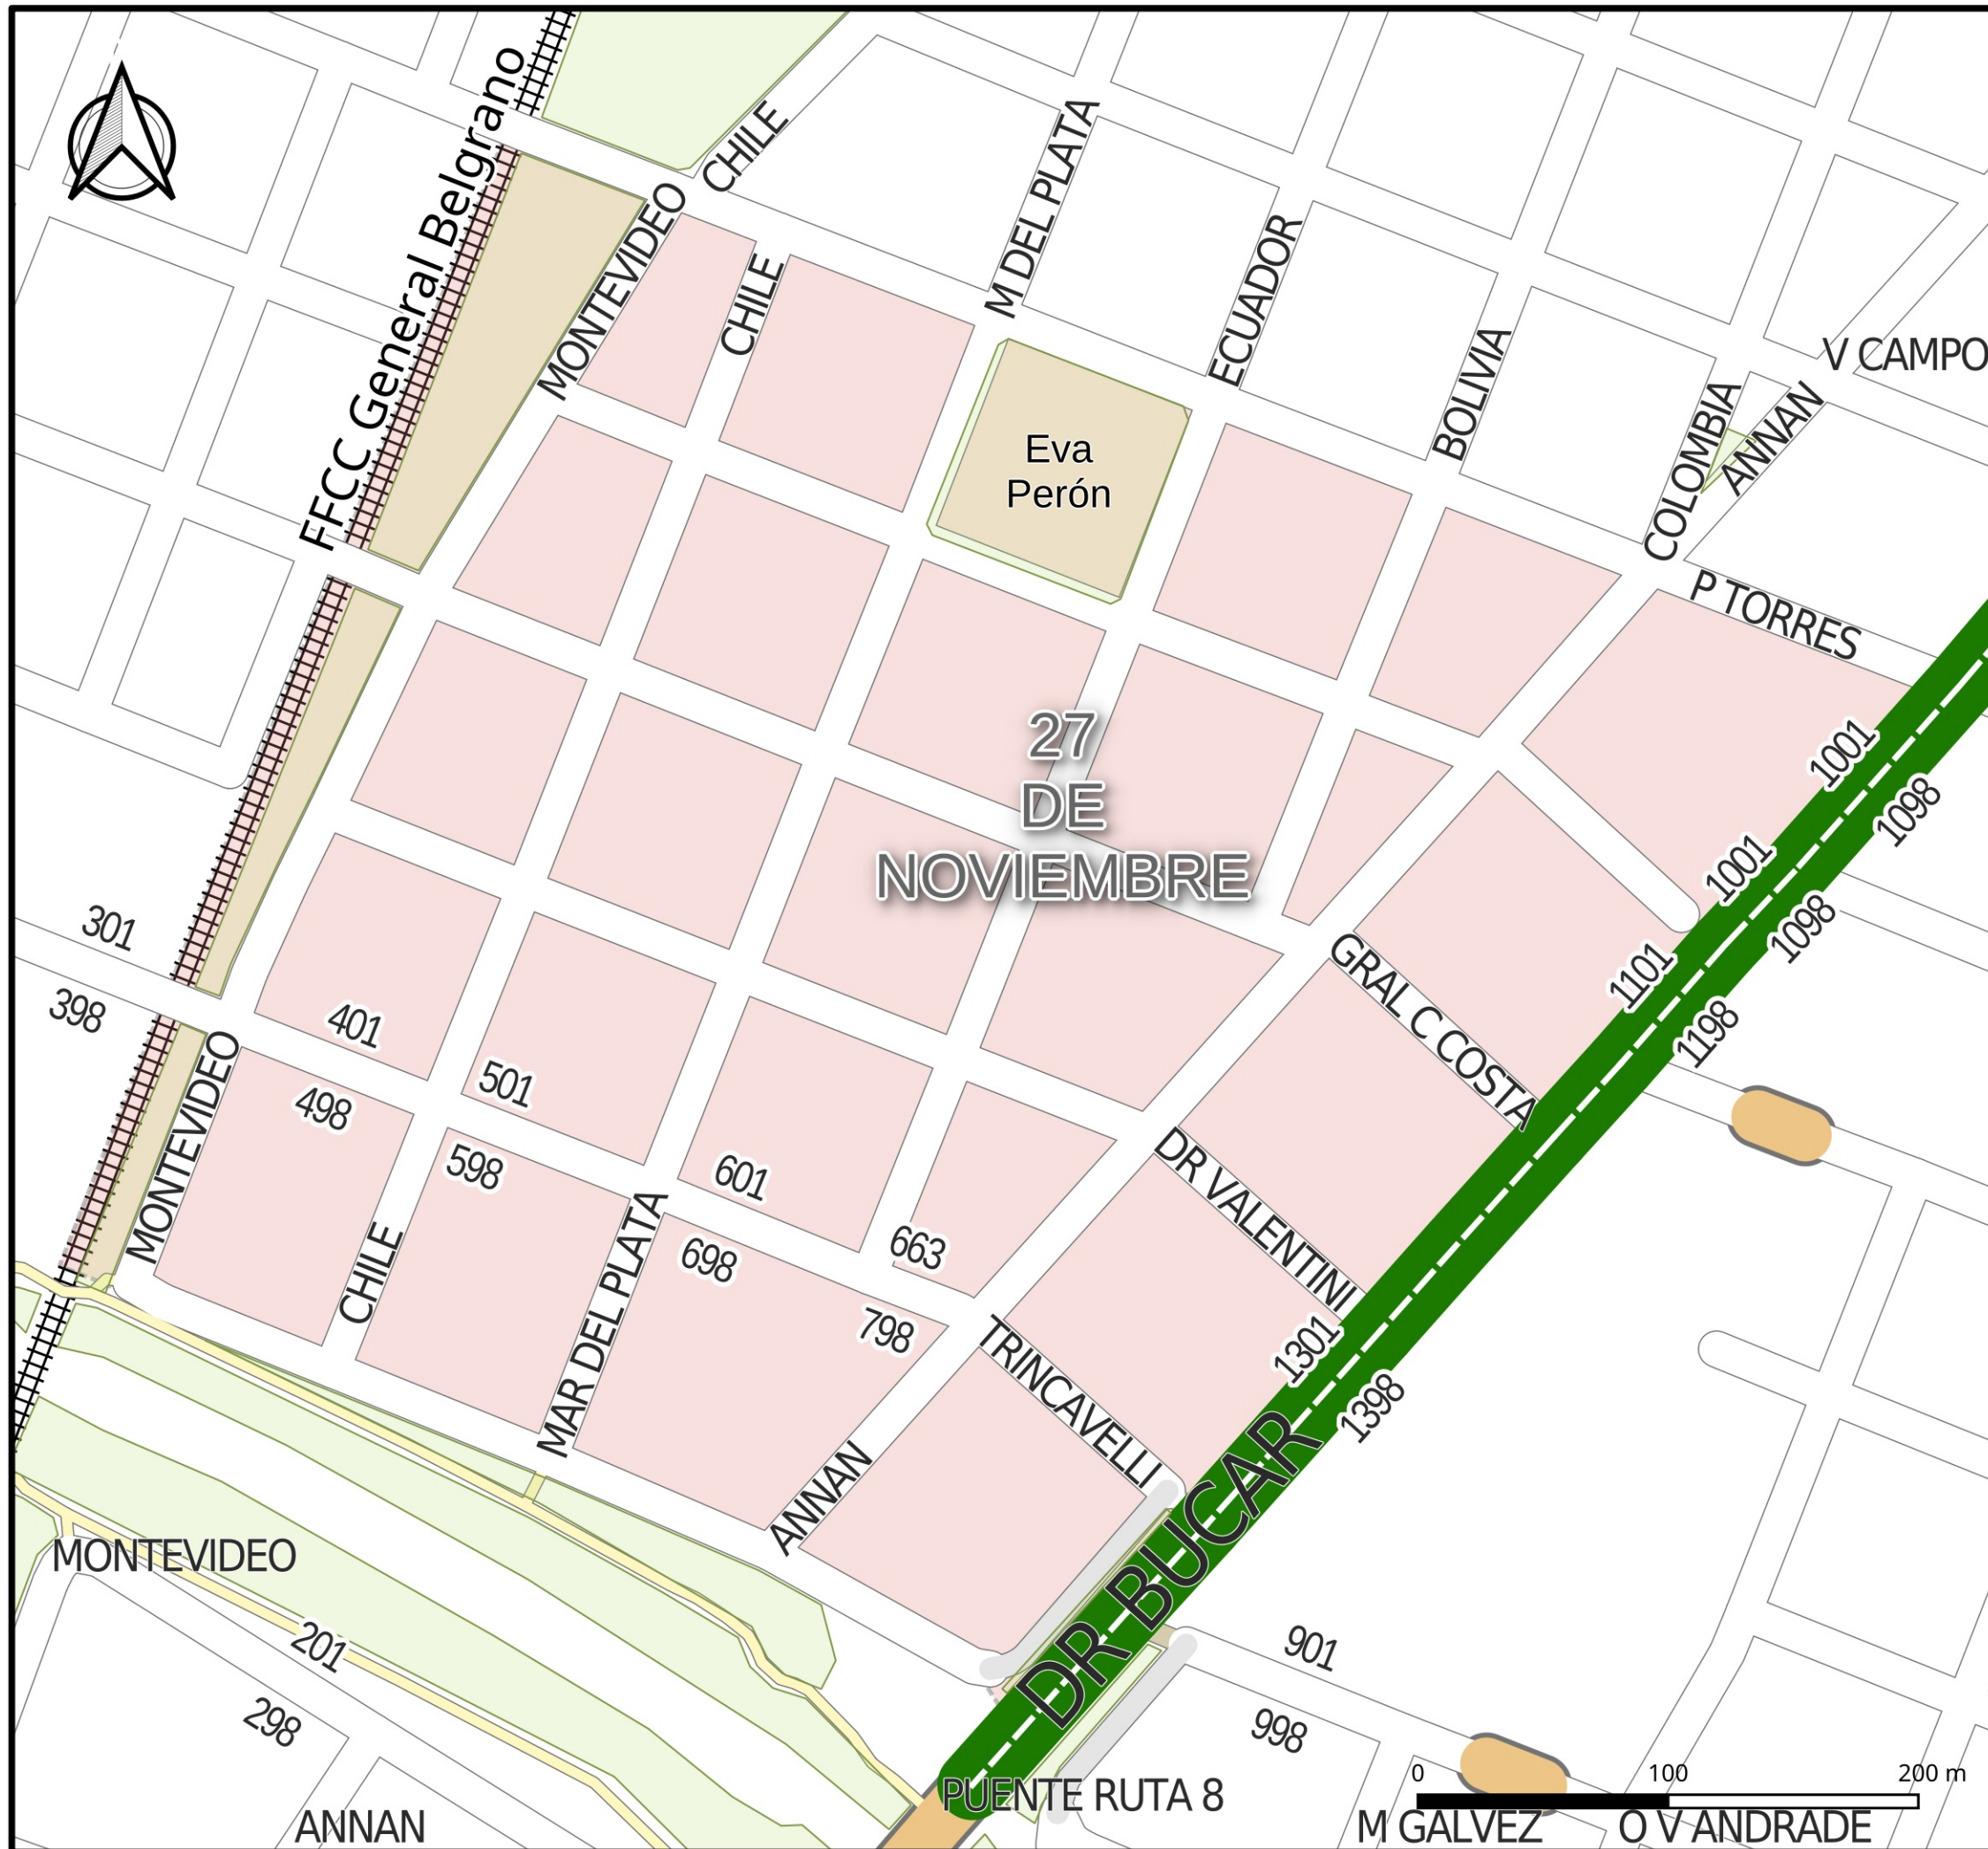 FFCC General Belgrano
CHILE
M DEL PLATA
MONTEVIDEO
CHILE
ECUADOR
BOLIVIA
V CAMPO
COLOMBIA
ANNAN
Eva
Perón
P TORRES
27
DE
NOVIEMBRE
1001
1098
1001
1098
301
398
401
498
501
598
601
698
663
798
GRAL C COSTA
1101
1198
MONTEVIDEO
CHILE
MAR DEL PLATA
DR VALENTINI
TRINCAVELLI
1301
1398
ANNAN
DR BUCAR
MONTEVIDEO
201
298
901
998
PUENTE RUTA 8
ANNAN
0 100 200 m
M GALVEZ
O V ANDRADE